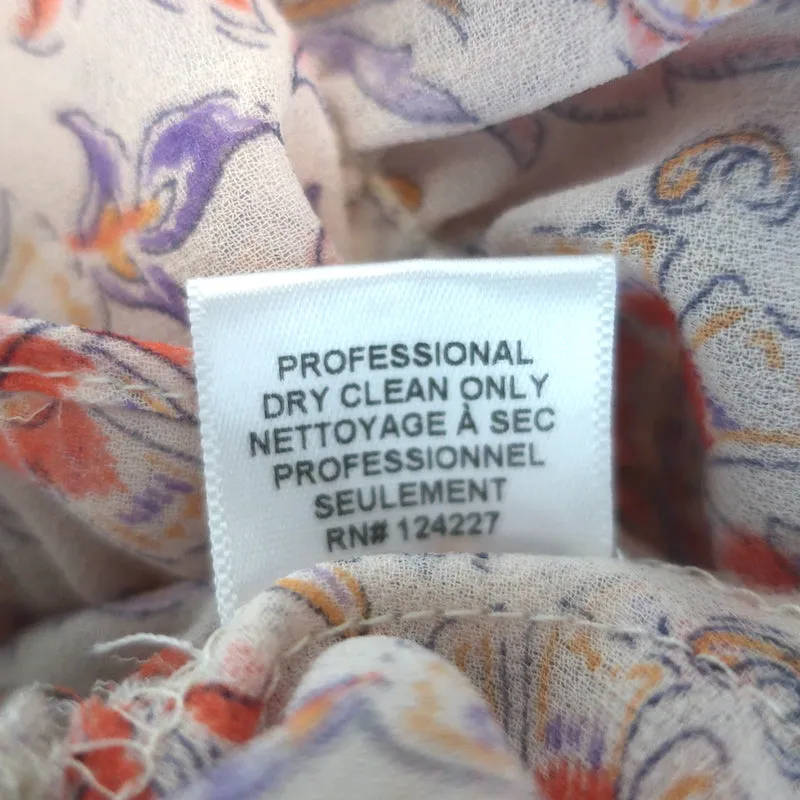 PROFESSIONAL
DRY CLEAN ONLY
NETTOYAGE À SEC
PROFESSIONNEL
SEULEMENT
RN# 124227